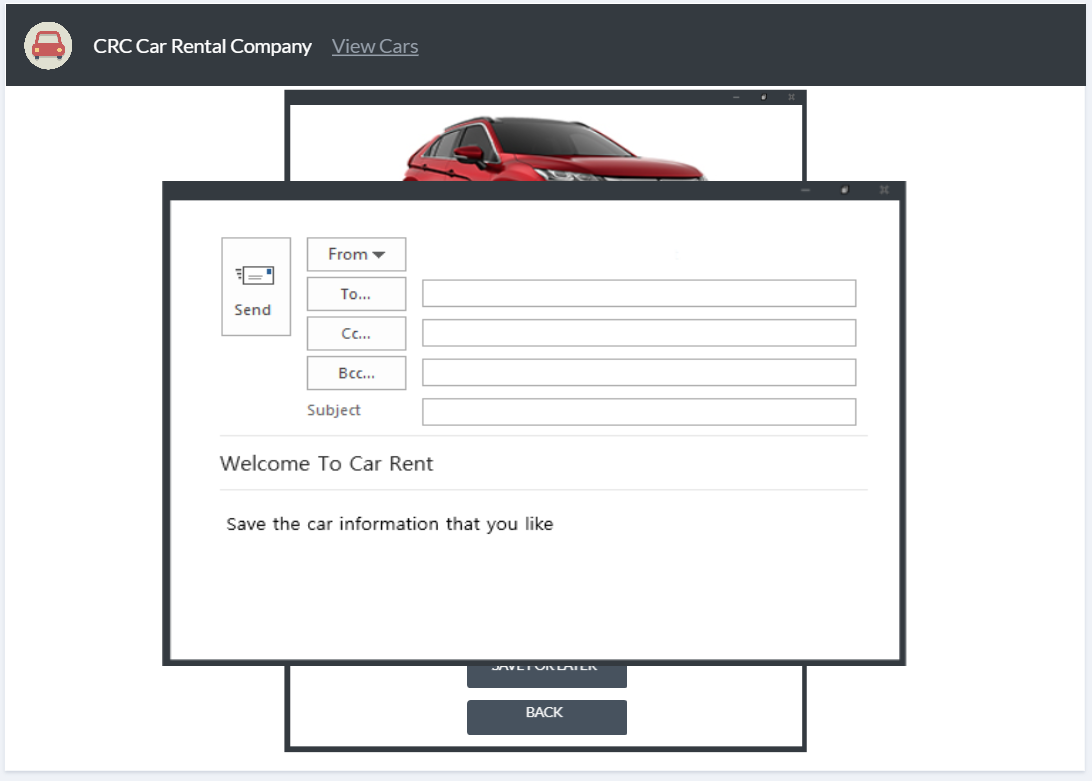 CRC Car Rental Company View Cars
From
Send
To...
Cc...
Bcc...
Subject
Welcome To Car Rent
Save the car information that you like
SAVE FOR LATER
BACK